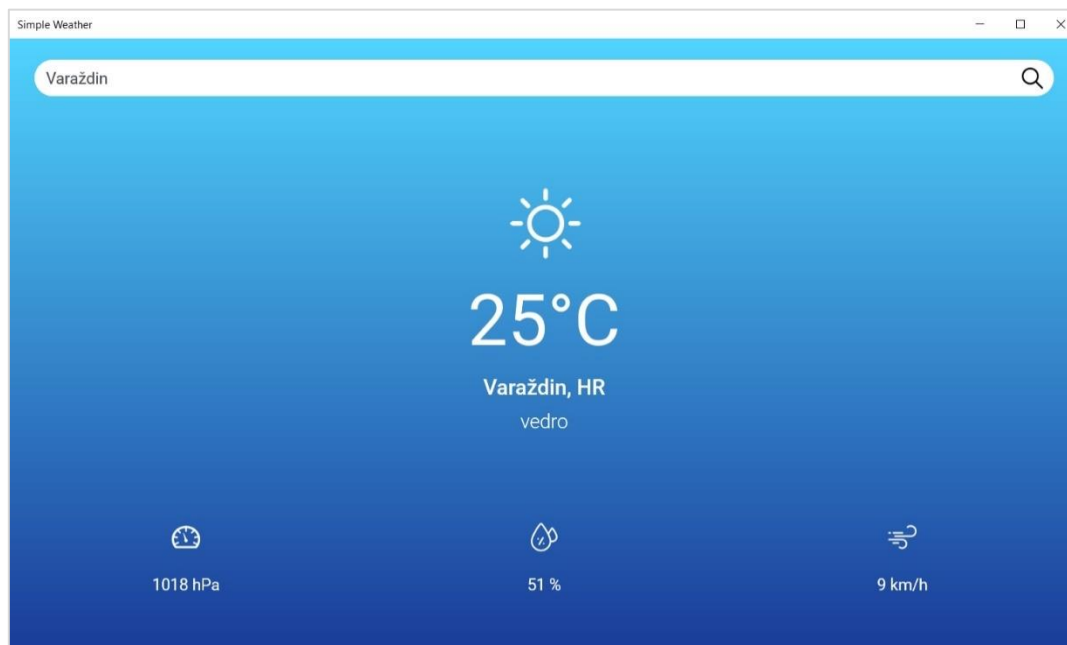 Simple Weather
Varaždin
25°C
Varaždin, HR
vedro
1018 hPa
51 %
9 km/h